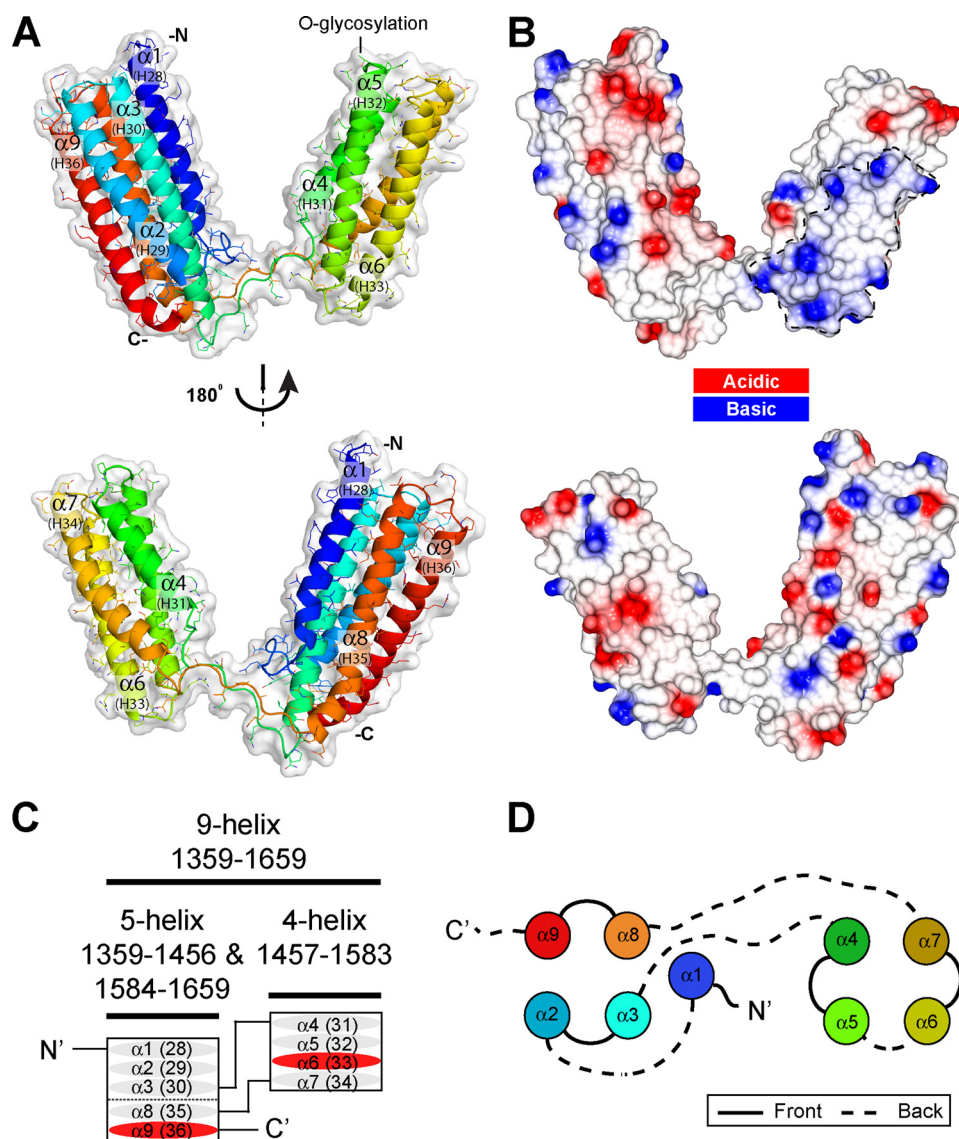 A
-N
O-glycosylation
α1
(H28)
α5
(H32)
α3
(H30)
α9
(H36)
α4
(H31)
α2
(H29)
α6
(H33)
C-
180°
-N
α1
(H28)
α7
(H34)
α9
(H36)
α4
(H31)
α8
(H35)
α6
(H33)
-C
B
Acidic
Basic
C
9-helix
1359-1659
5-helix
4-helix
1359-1456 &
1457-1583
1584-1659
N'
α1 (28)
α2 (29)
α3 (30)
α8 (35)
α9 (36)
α4 (31)
α5 (32)
α6 (33)
α7 (34)
C'
D
C'
α9
α8
α4
α7
α1
α2
α3
N'
α5
α6
Front
Back